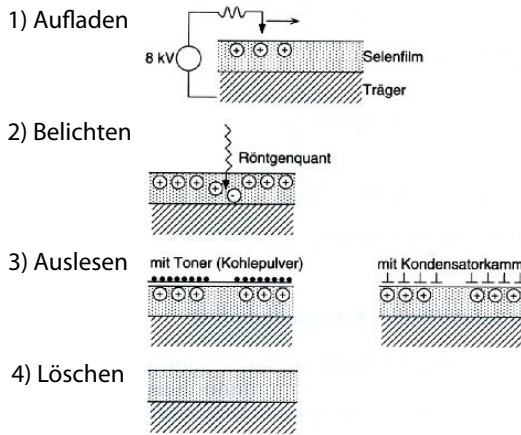 1) Aufladen
8 kV
Selenfilm
Träger
2) Belichten
Röntgenquant
3) Auslesen
mit Toner (Kohlepulver)
mit Kondensatorkamm
4) Löschen